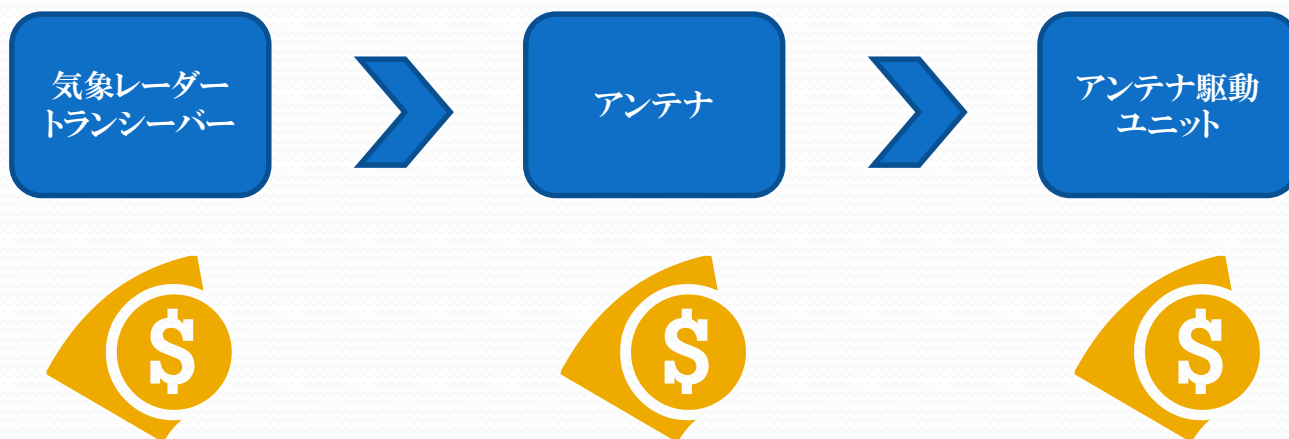 気象レーダー
トランシーバー
アンテナ
アンテナ駆動
ユニット
$
$
$